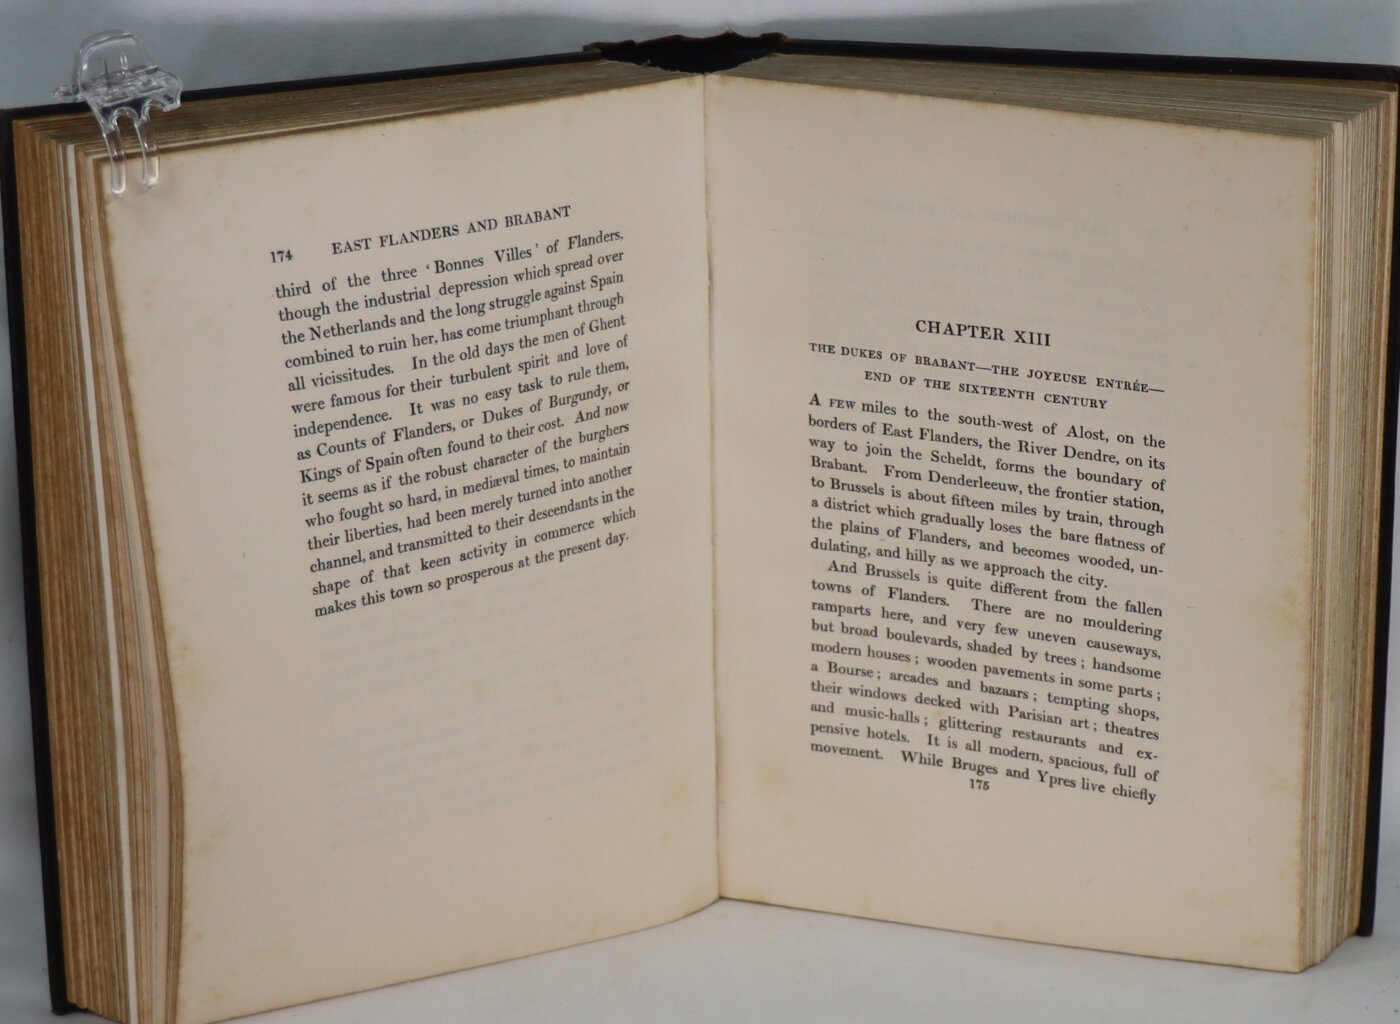 174 EAST FLANDERS AND BRABANT
third of the three ‘Bonnes Villes’ of Flanders,
though the industrial depression which spread over
the Netherlands and the long struggle against Spain
combined to ruin her, has come triumphant through
all vicissitudes. In the old days the men of Ghent
were famous for their turbulent spirit and love of
independence. It was no easy task to rule them,
as Counts of Flanders, or Dukes of Burgundy, or
Kings of Spain often found to their cost. And now
it seems as if the robust character of the burghers
who fought so hard, in mediæval times, to maintain
their liberties, had been merely turned into another
channel, and transmitted to their descendants in the
shape of that keen activity in commerce which
makes this town so prosperous at the present day.
CHAPTER XIII
THE DUKES OF BRABANT—THE JOYEUSE ENTRÉE—
END OF THE SIXTEENTH CENTURY
A FEW miles to the south-west of Alost, on the
borders of East Flanders, the River Dendre, on its
way to join the Scheldt, forms the boundary of
Brabant. From Denderleeuw, the frontier station,
to Brussels is about fifteen miles by train, through
a district which gradually loses the bare flatness of
the plains of Flanders, and becomes wooded, un-
dulating, and hilly as we approach the city.
And Brussels is quite different from the fallen
towns of Flanders. There are no mouldering
ramparts here, and very few uneven causeways,
but broad boulevards, shaded by trees; handsome
modern houses; wooden pavements in some parts;
a Bourse; arcades and bazaars; tempting shops,
their windows decked with Parisian art; theatres
and music-halls; glittering restaurants and ex-
pensive hotels. It is all modern, spacious, full of
movement. While Bruges and Ypres live chiefly
175